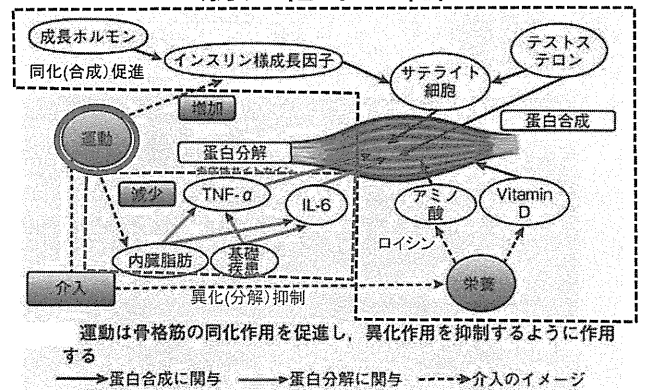 成長ホルモン
インスリン様成長因子
テストス
テロン
サテライト
細胞
同化(合成)促進
増加
運動
蛋白合成
蛋白分解
減少
TNF-α
IL-6
アミノ
酸
Vitamin
D
ロイシン
内臓脂肪
基礎
疾患
介入
異化(分解)抑制
栄養
運動は骨格筋の同化作用を促進し，異化作用を抑制するように作用
する
蛋白合成に関与
蛋白分解に関与
介入のイメージ